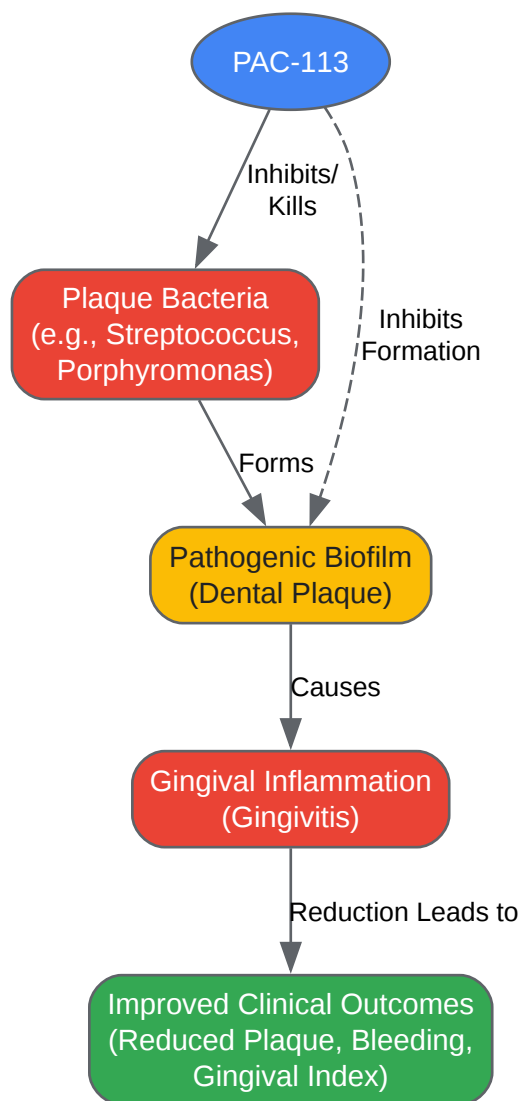 PAC-113
Inhibits/
Kills
Plaque Bacteria
(e.g., Streptococcus,
Porphyromonas)
Inhibits
Formation
Forms
Pathogenic Biofilm
(Dental Plaque)
Causes
Gingival Inflammation
(Gingivitis)
Reduction Leads to
Improved Clinical Outcomes
(Reduced Plaque, Bleeding,
Gingival Index)